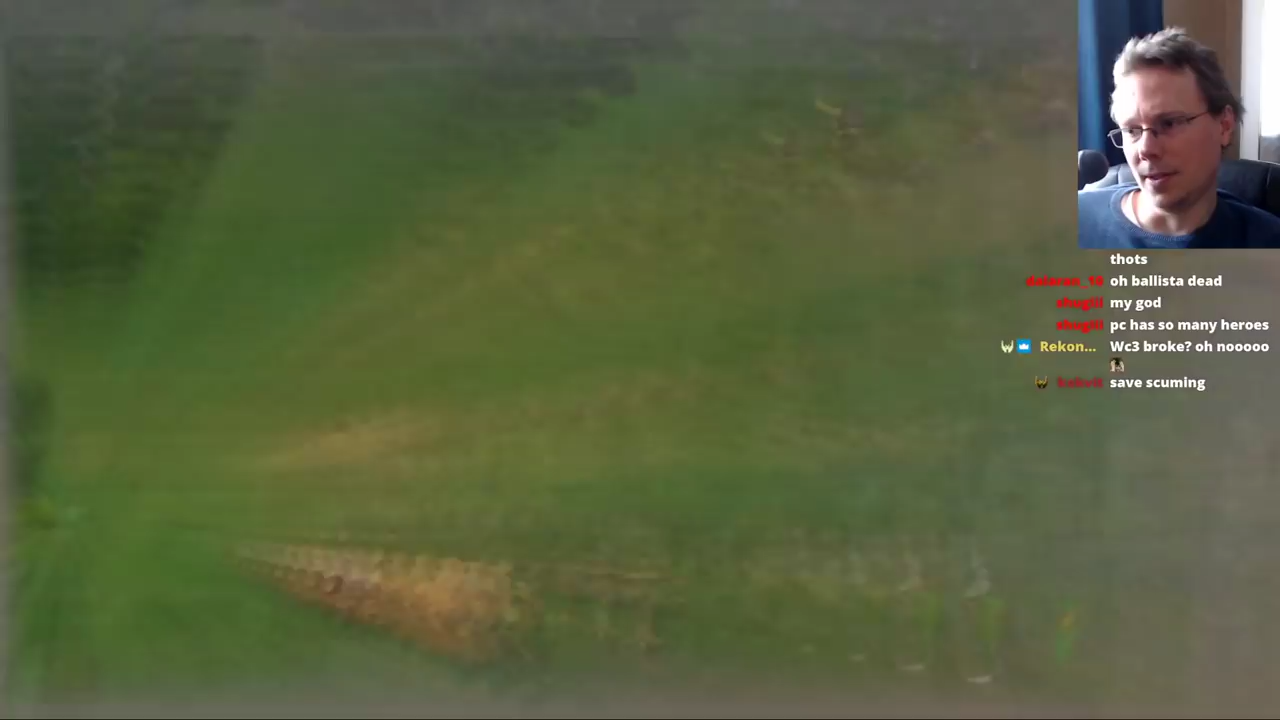 thots
oh ballista dead
my god
pc has so many heroes
Rekon... Wc3 broke? oh nooooo
save scuming